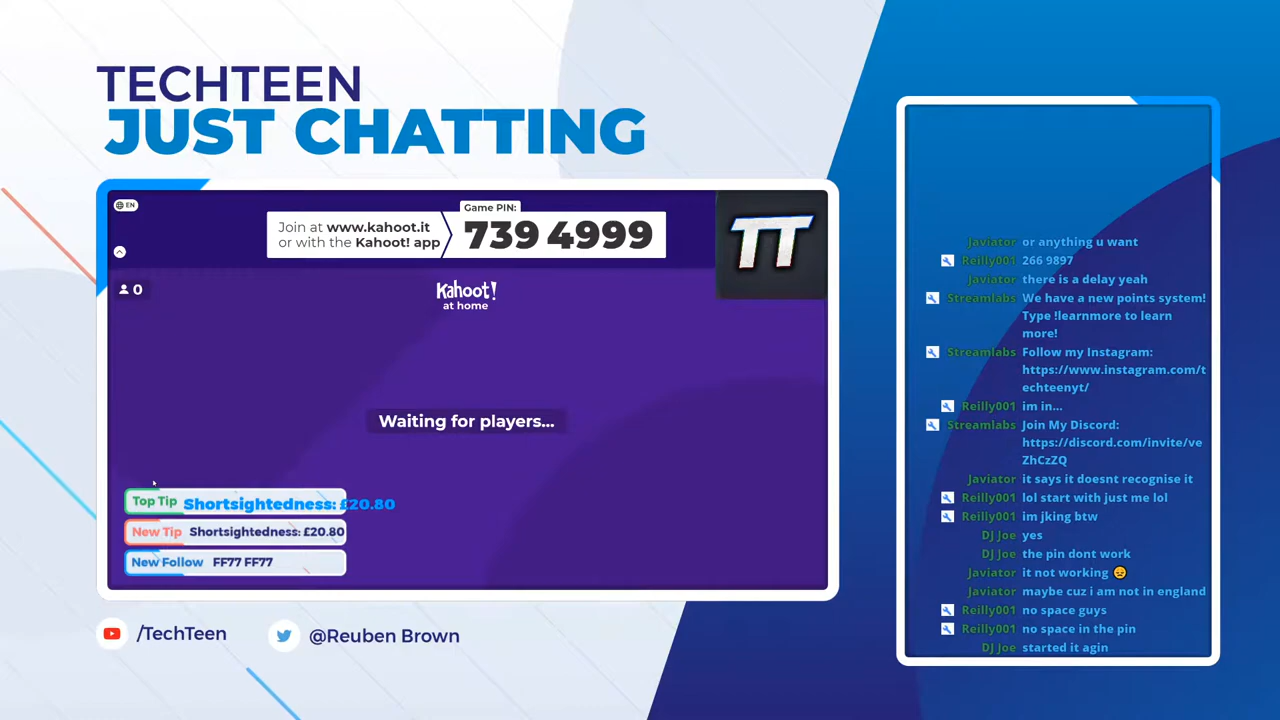 TECHTEEN
JUST CHATTING
EN
Join at www.kahoot.it
or with the Kahoot! app
Game PIN:
739 4999
TT
0
Kahoot!
at home
Waiting for players...
Top Tip Shortsightedness: £20.80
New Tip Shortsightedness: £20.80
New Follow FF77 FF77
/TechTeen
@Reuben Brown
Javiator or anything u want
Reilly001 266 9897
Javiator there is a delay yeah
Streamlabs We have a new points system!
Type !learnmore to learn
more!
Streamlabs Follow my Instagram:
https://www.instagram.com/t
echteenyt/
Reilly001 im in...
Streamlabs Join My Discord:
https://discord.com/invite/ve
ZhCzZQ
Javiator it says it doesnt recognise it
Reilly001 lol start with just me lol
Reilly001 im jking btw
DJ Joe yes
DJ Joe the pin dont work
Javiator it not working 😑
Javiator maybe cuz i am not in england
Reilly001 no space guys
Reilly001 no space in the pin
DJ Joe started it agin